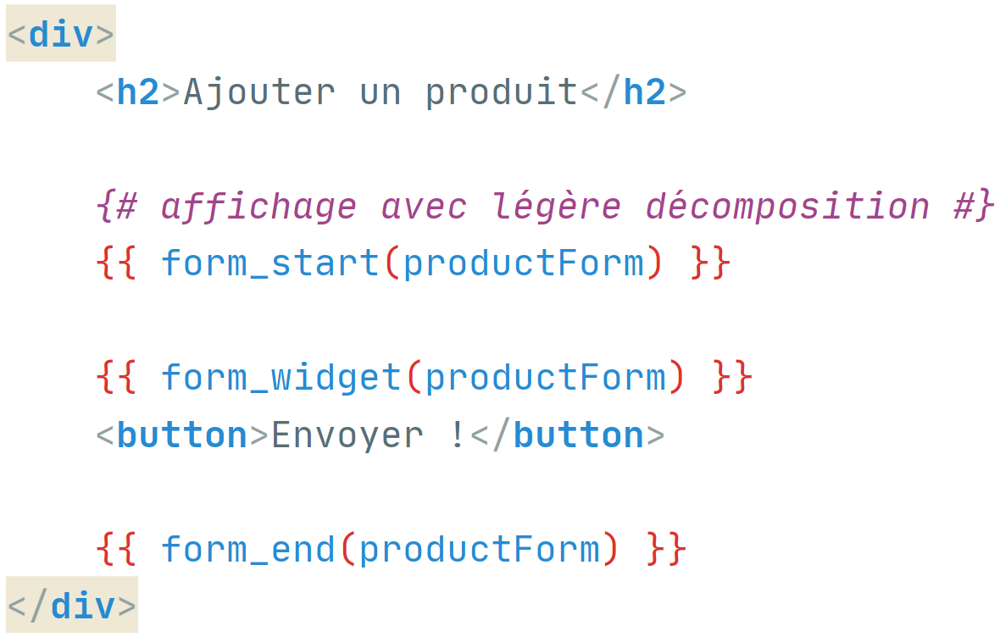 <div>
<h2>Ajouter un produit</h2>
{# affichage avec légère décomposition #}
{{ form_start(productForm) }}
{{ form_widget(productForm) }}
<button>Envoyer !</button>
{{ form_end(productForm) }}
</div>